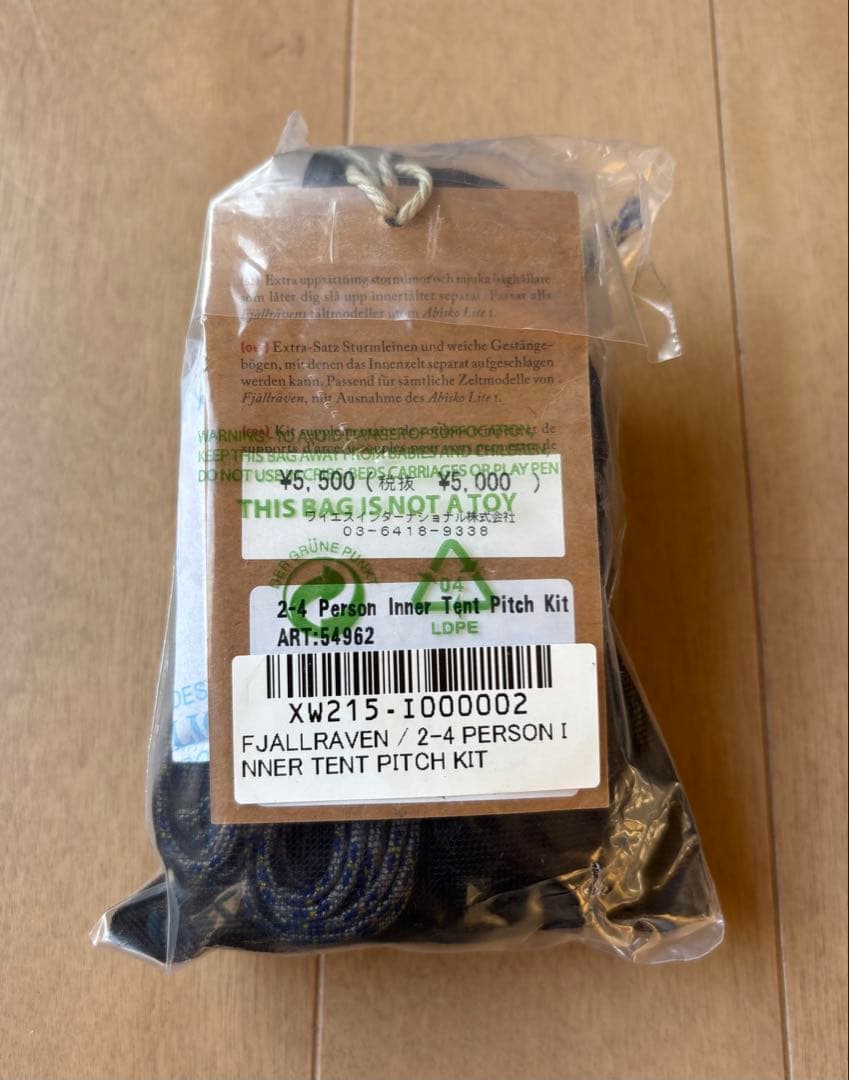 Extra uppsättning stormlinor och mjuka båghållare
som låter dig slå upp innertältet separat. Passar alla
Fjällrävens tältmodeller utom Abisko Lite 1.
Extra-Satz Sturmleinen und weiche Gestänge-
bögen, mit denen das Innenzelt separat aufgeschlagen
werden kann. Passend für sämtliche Zeltmodelle von
Fjällräven, mit Ausnahme des Abisko Lite 1.
WARNING: TO AVOID DANGER OF SUFFOCATION,
KEEP THIS BAG AWAY FROM BABIES AND CHILDREN,
DO NOT USE IN CRIBS BEDS CARRIAGES OR PLAY PEN
¥5,500(税抜 ¥5,000 )
THIS BAG IS NOT A TOY
ワイエスインターナショナル株式会社
03-6418-9338
DER GRÜNE PUNKT
04
LDPE
2-4 Person Inner Tent Pitch Kit
ART:54962
XW215-I000002
FJALLRAVEN / 2-4 PERSON I
NNER TENT PITCH KIT